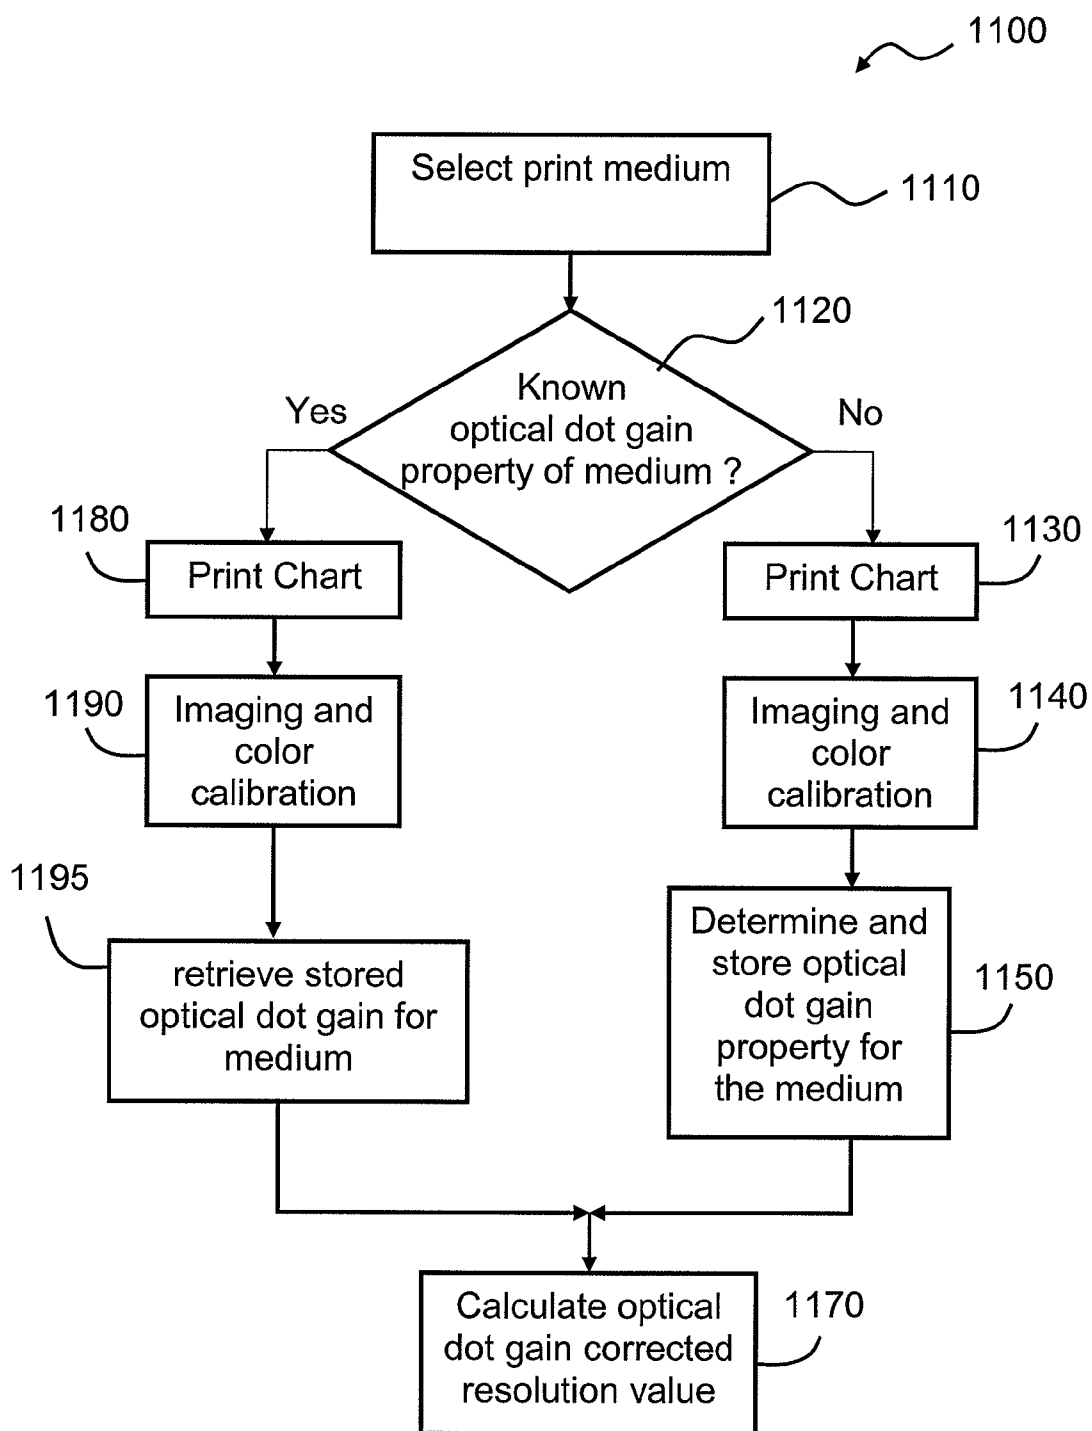 1100
Select print medium
1110
1120
Known
optical dot gain
property of medium ?
Yes
No
1180
Print Chart
1130
Print Chart
1190
Imaging and
color
calibration
1140
Imaging and
color
calibration
1195
retrieve stored
optical dot gain for
medium
1150
Determine and
store optical
dot gain
property for
the medium
1170
Calculate optical
dot gain corrected
resolution value